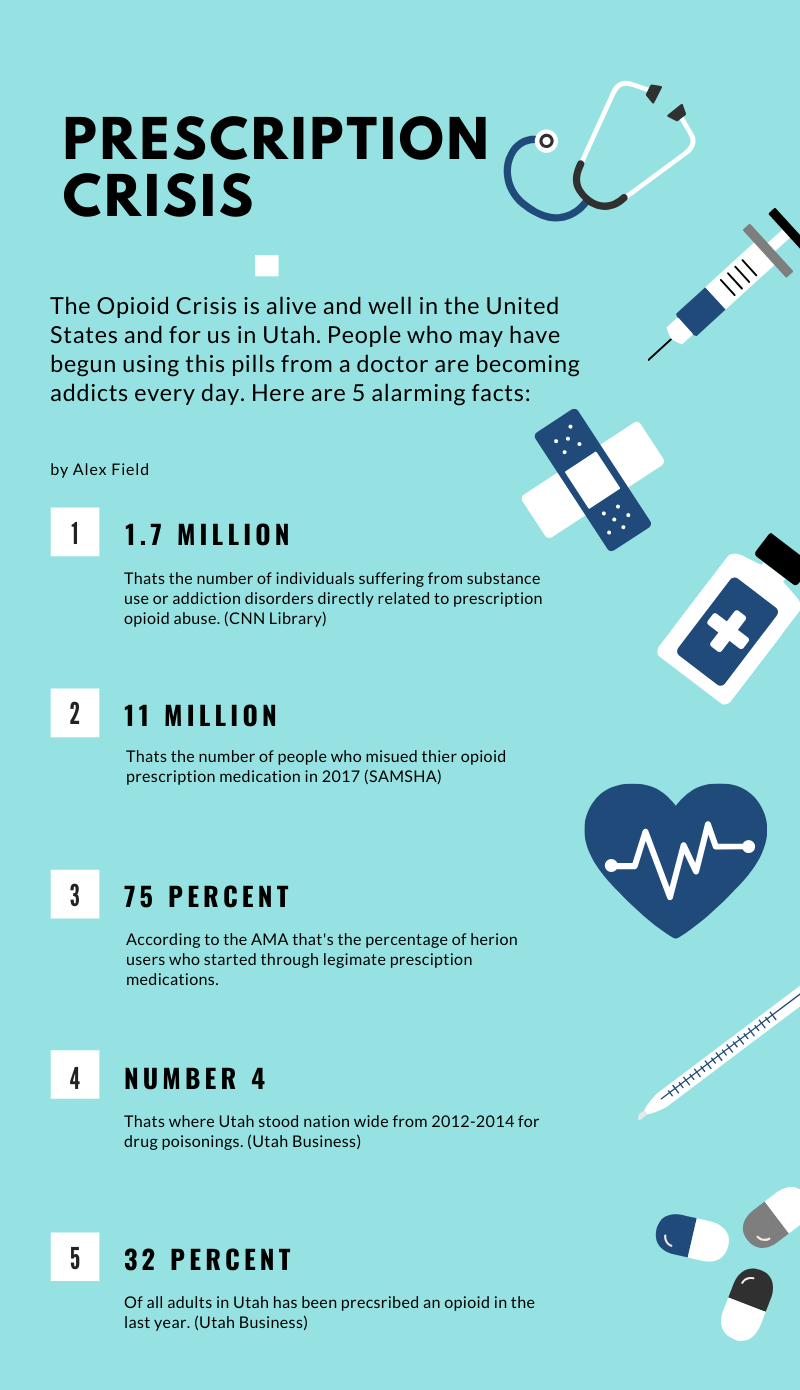 PRESCRIPTION
CRISIS
The Opioid Crisis is alive and well in the United
States and for us in Utah. People who may have
begun using this pills from a doctor are becoming
addicts every day. Here are 5 alarming facts:
by Alex Field
1
1.7 MILLION
Thats the number of individuals suffering from substance
use or addiction disorders directly related to prescription
opioid abuse. (CNN Library)
2
11 MILLION
Thats the number of people who misued thier opioid
prescription medication in 2017 (SAMSHA)
3
75 PERCENT
According to the AMA that's the percentage of herion
users who started through legimate presciption
medications.
4
NUMBER 4
Thats where Utah stood nation wide from 2012-2014 for
drug poisonings. (Utah Business)
5
32 PERCENT
Of all adults in Utah has been precsribed an opioid in the
last year. (Utah Business)